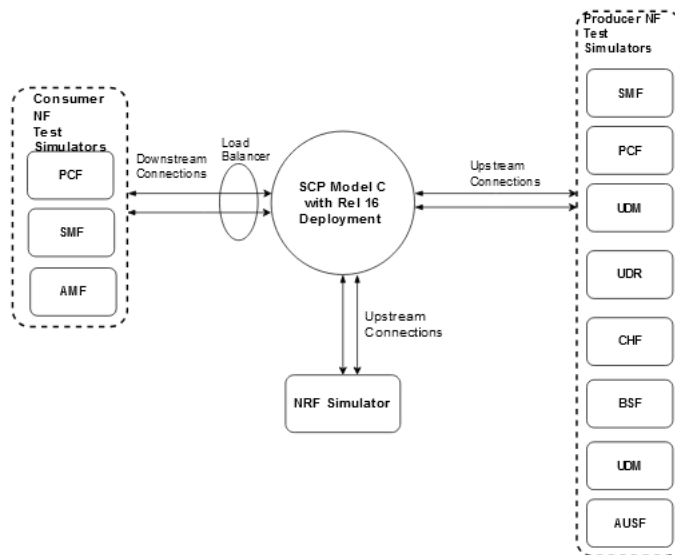 Consumer
NF
Test
Simulators
PCF
SMF
AMF
Downstream
Connections
Load
Balancer
SCP Model C
with Rel 16
Deployment
Upstream
Connections
Upstream
Connections
NRF Simulator
Producer NF
Test
Simulators
SMF
PCF
UDM
UDR
CHF
BSF
UDM
AUSF